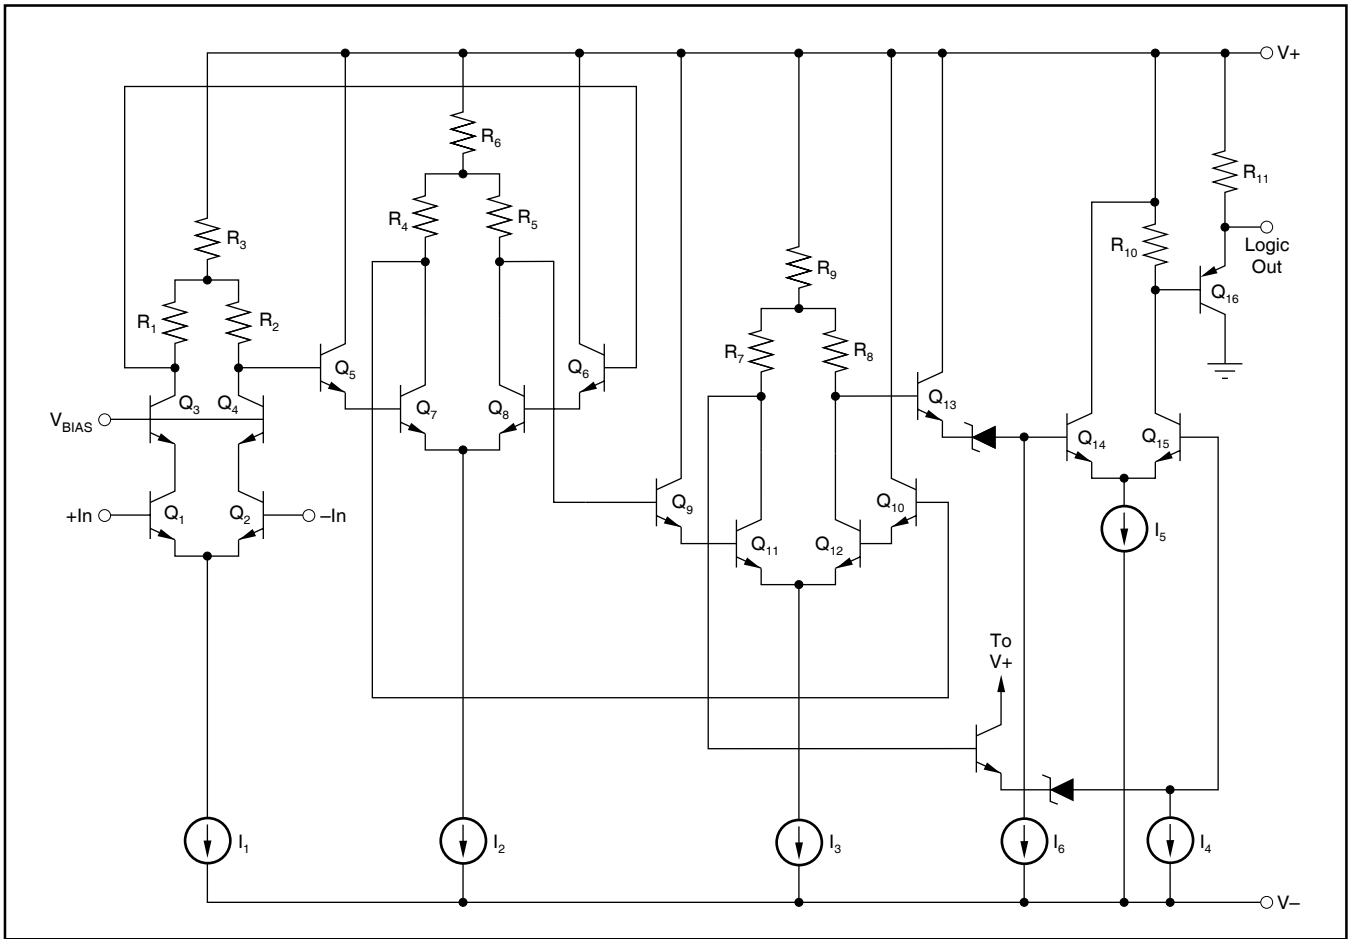 V+
R6
R11
R4
R5
R3
R10
Logic
Out
R9
Q16
R1
R2
R7
R8
Q5
Q6
Q3
Q4
Q7
Q8
Q13
VBIAS
Q14
Q15
Q9
Q10
+In
Q1
Q2
–In
I5
Q11
Q12
To
V+
I1
I2
I3
I6
I4
V–